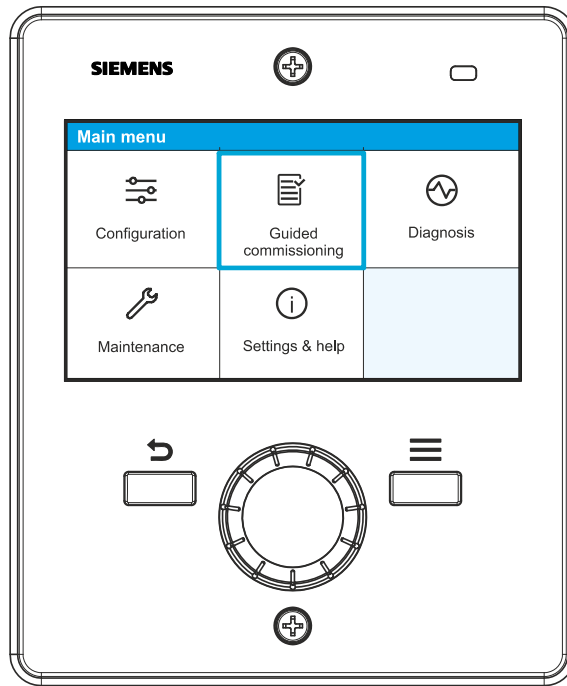 SIEMENS
Main menu
Configuration
Guided
commissioning
Diagnosis
Maintenance
Settings & help